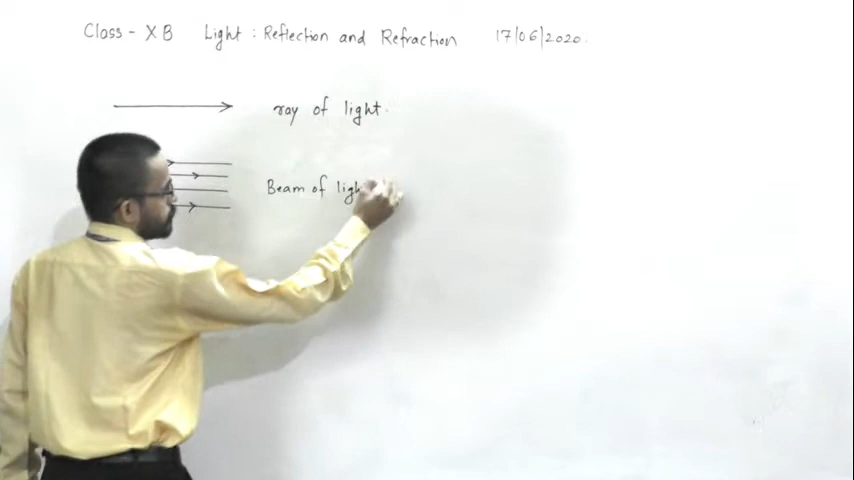 Class - X B Light : Reflection and Refraction 17/06/2020.
ray of light.
Beam of ligh